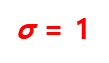 σ = 1